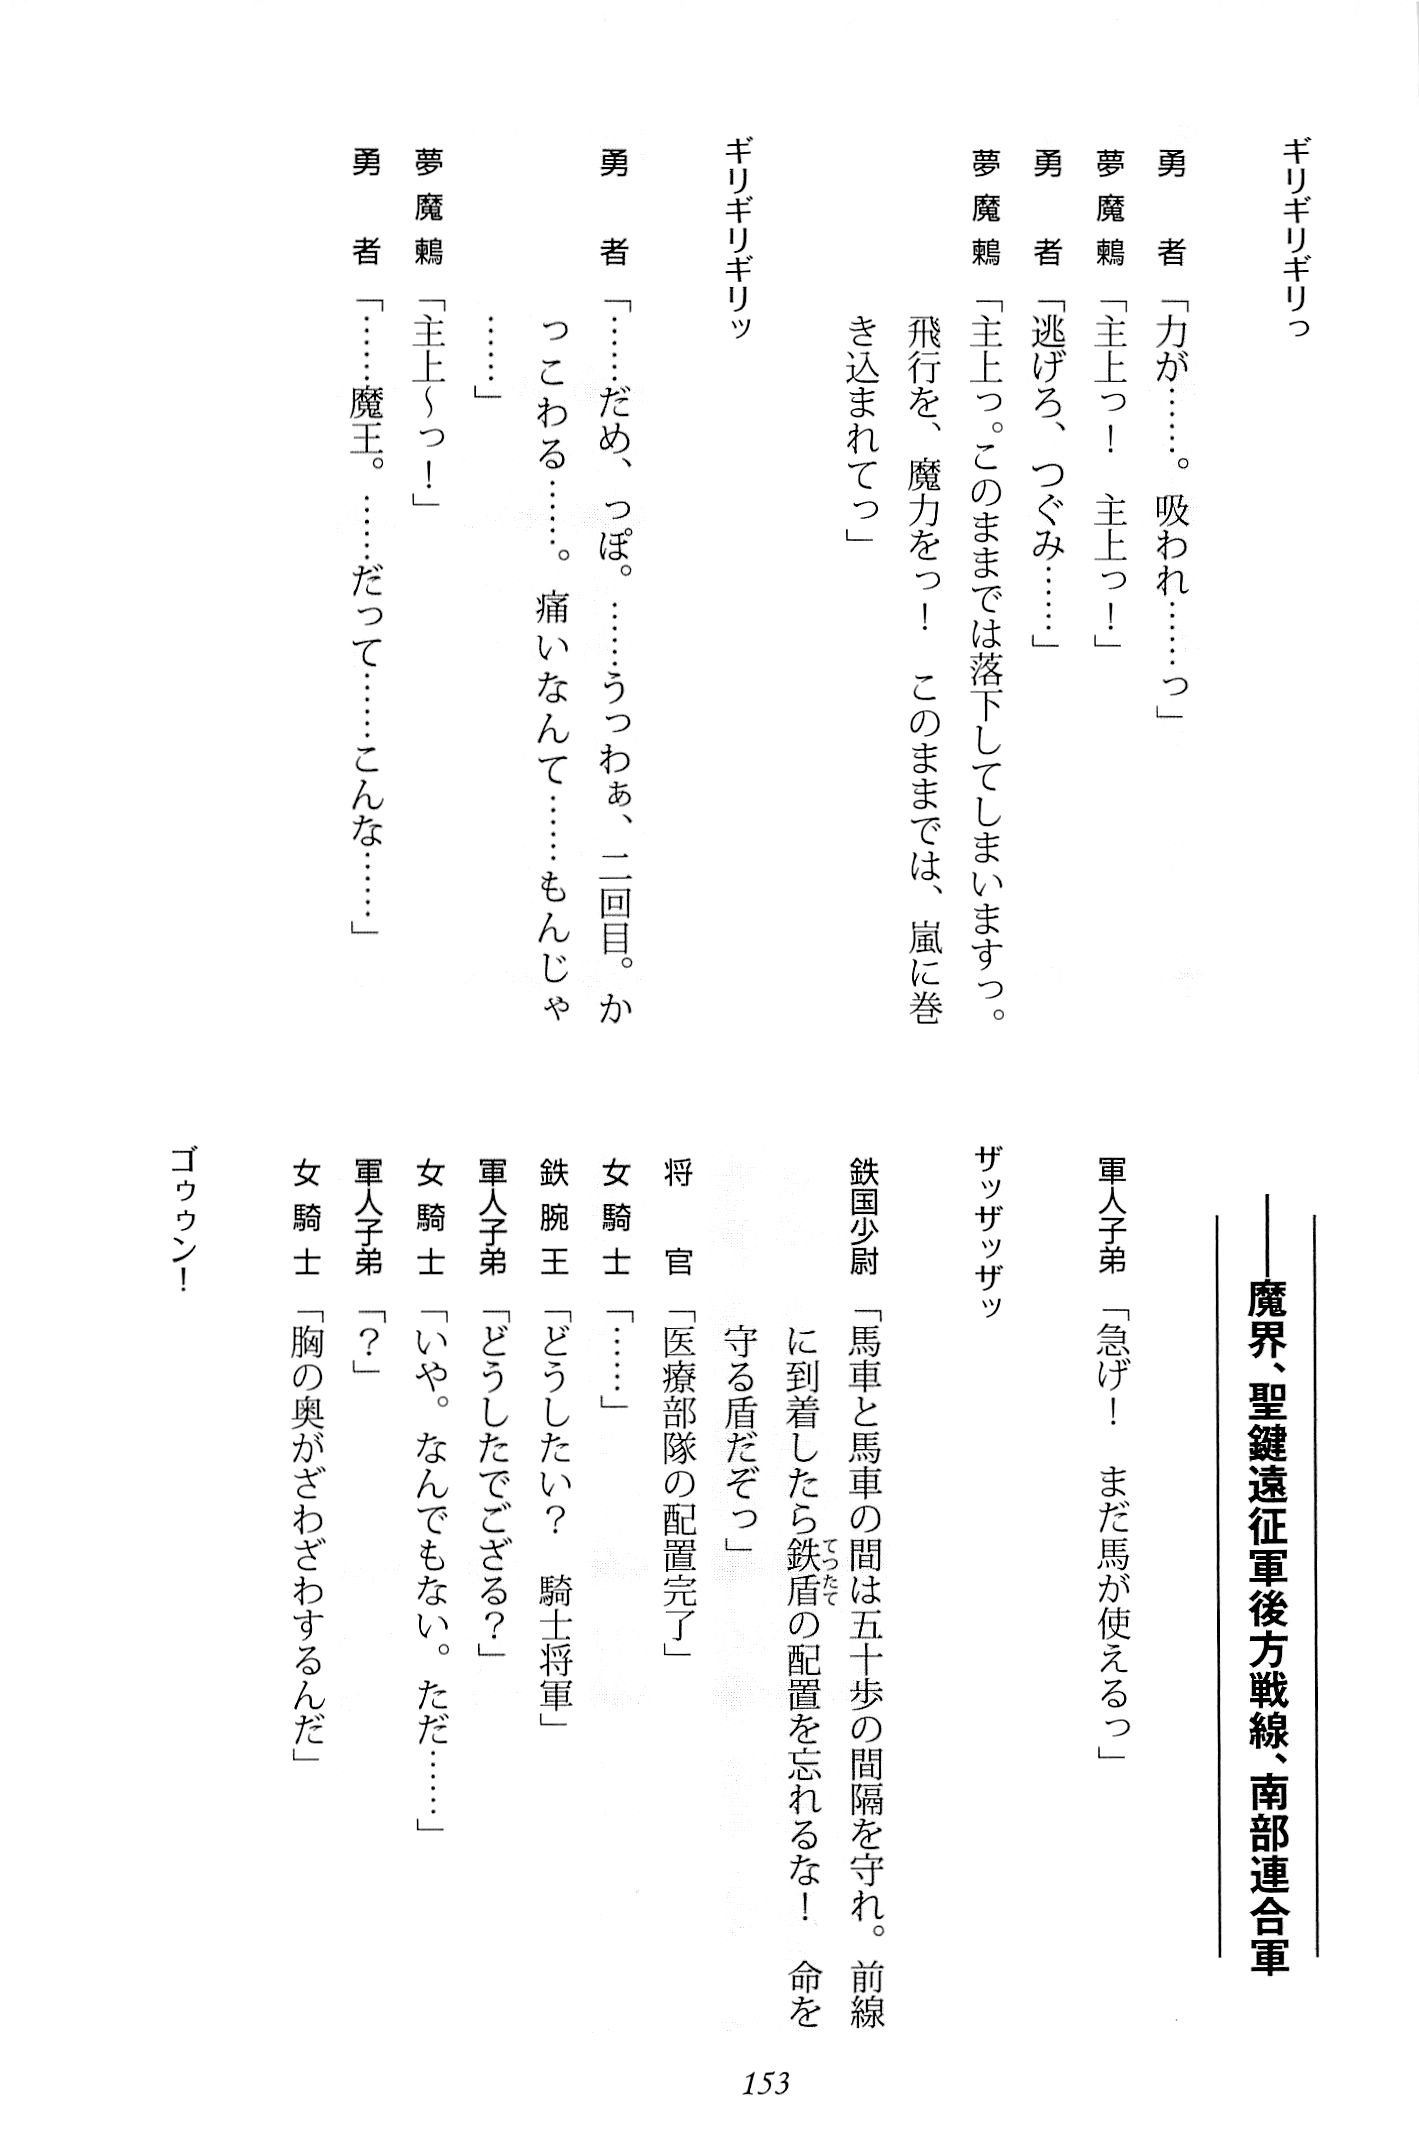 ギリギリギリっ
勇者「力が……。吸われ……っ」
夢魔鶫「主上っ！　主上っ！」
勇者「逃げろ、つぐみ……」
夢魔鶫「主上っ。このままでは落下してしまいますっ。
飛行を、魔力をっ！　このままでは、嵐に巻
き込まれてっ」
ギリギリギリッ
勇者「……だめ、っぽ。……うっわぁ、二回目。か
っこわる……。痛いなんて……もんじゃ
……」
夢魔鶫「主上～っ！」
勇者「……魔王。……だって……こんな……」
――魔界、聖鍵遠征軍後方戦線、南部連合軍
軍人子弟「急げ！　まだ馬が使えるっ」
ザッザッザッ
鉄国少尉「馬車と馬車の間は五十歩の間隔を守れ。前線
に到着したら鉄盾の配置を忘れるな！　命を
てつたて
守る盾だぞっ」
将官「医療部隊の配置完了」
女騎士「……」
鉄腕王「どうしたい？　騎士将軍」
軍人子弟「どうしたでござる？」
女騎士「いや。なんでもない。ただ……」
軍人子弟「？」
女騎士「胸の奥がざわざわするんだ」
ゴゥゥン！
153